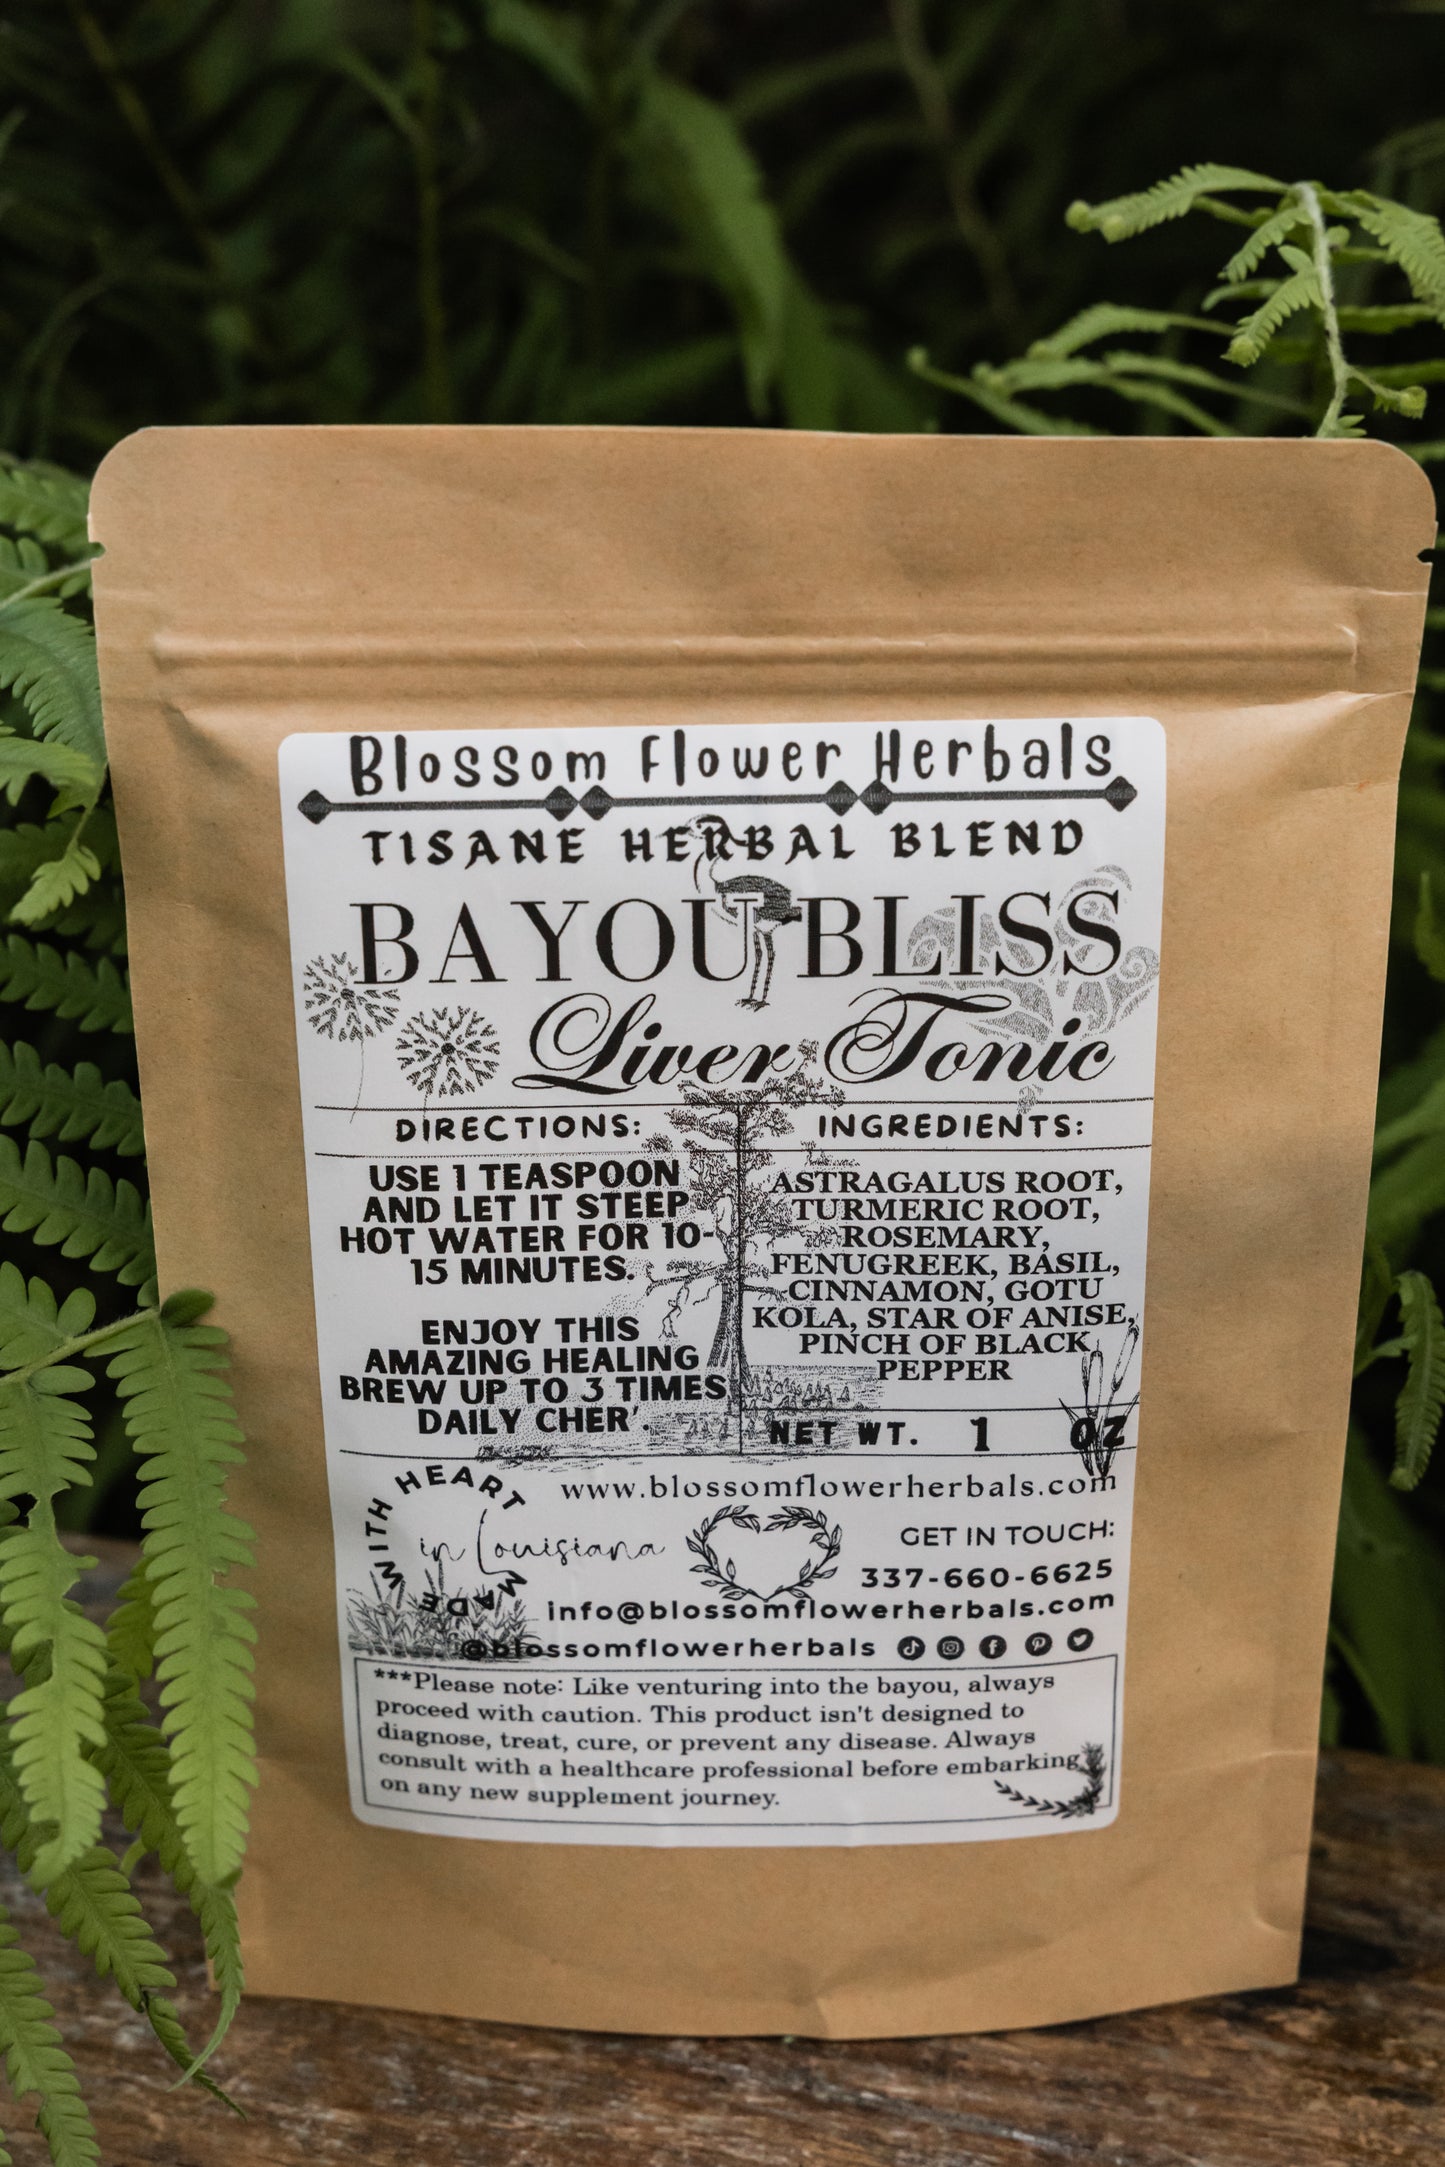 Blossom Flower Herbals
TISANE HERBAL BLEND
BAYOU BLISS
Liver Tonic
DIRECTIONS:
USE 1 TEASPOON
AND LET IT STEEP
HOT WATER FOR 10-
15 MINUTES.
ENJOY THIS
AMAZING HEALING
BREW UP TO 3 TIMES
DAILY CHER'.
INGREDIENTS:
ASTRAGALUS ROOT,
TURMERIC ROOT,
ROSEMARY,
FENUGREEK, BASIL,
CINNAMON, GOTU
KOLA, STAR OF ANISE,
PINCH OF BLACK
PEPPER
NET WT. 1 OZ
MADE WITH HEART
in Louisiana
www.blossomflowerherbals.com
GET IN TOUCH:
337-660-6625
info@blossomflowerherbals.com
@blossomflowerherbals
***Please note: Like venturing into the bayou, always
proceed with caution. This product isn't designed to
diagnose, treat, cure, or prevent any disease. Always
consult with a healthcare professional before embarking
on any new supplement journey.